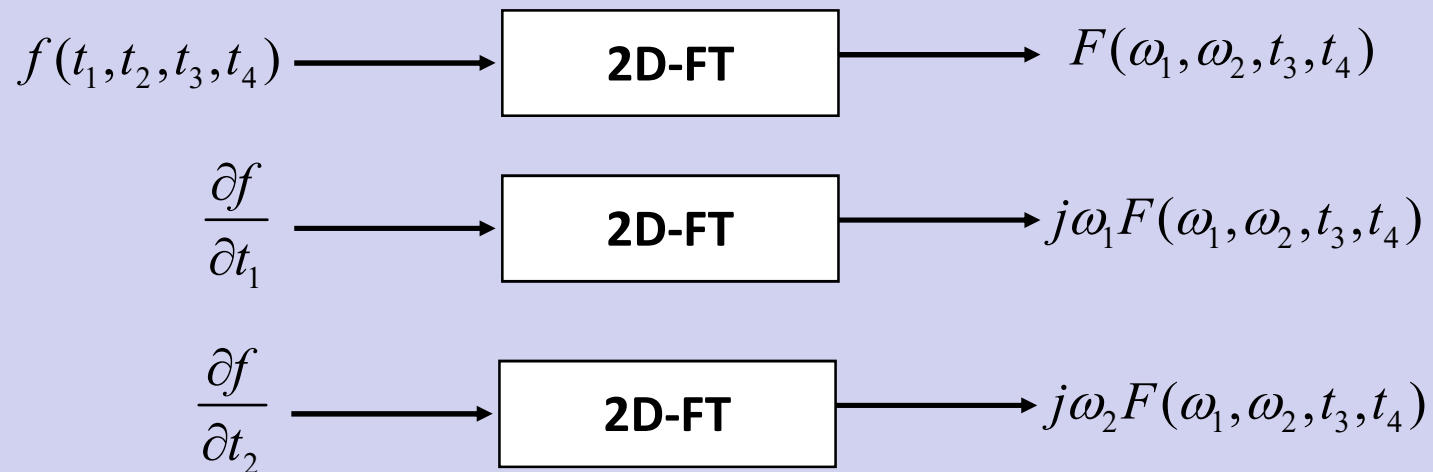 f(t₁,t₂,t₃,t₄) 2D-FT F(ω₁,ω₂,t₃,t₄)
∂f/∂t₁ 2D-FT jω₁F(ω₁,ω₂,t₃,t₄)
∂f/∂t₂ 2D-FT jω₂F(ω₁,ω₂,t₃,t₄)